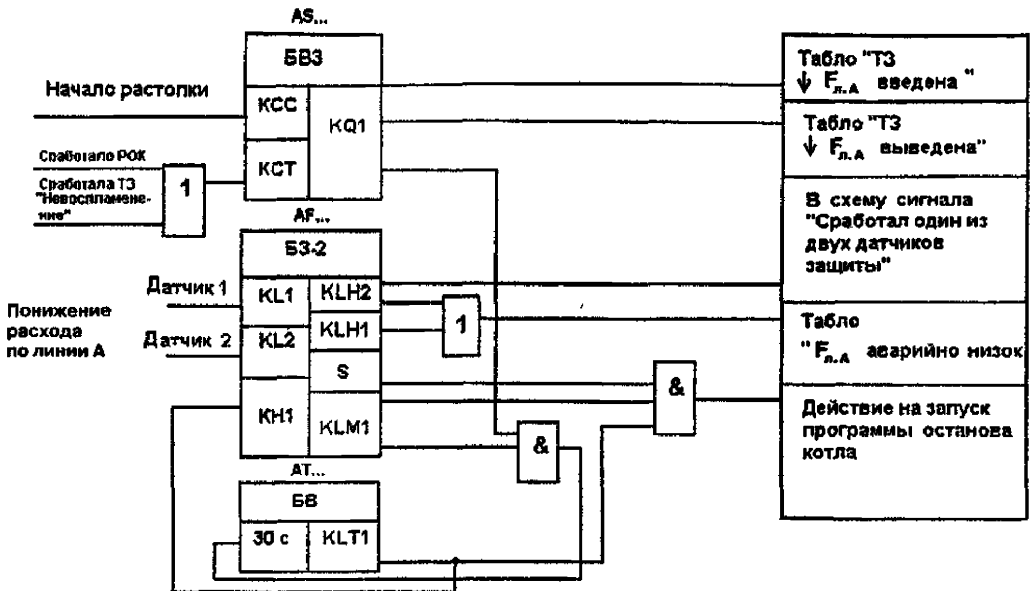 AS...
БВЗ
КСС
KQ1
КСТ
Начало растопки
Сработало РОК
Сработала ТЗ
"Невоспламене-
ние"
1
AF...
БЗ-2
KL1
KLH2
KLH1
KL2
S
KH1
KLM1
Датчик 1
Датчик 2
Понижение
расхода
по линии А
1
&
&
АТ...
БВ
30 с
KLT1
Табло "ТЗ
↓ Fл.А введена "
Табло "ТЗ
↓ Fл.А выведена"
В схему сигнала
"Сработал один из
двух датчиков
защиты"
Табло
" Fл.А аварийно низок
Действие на запуск
программы останова
котла